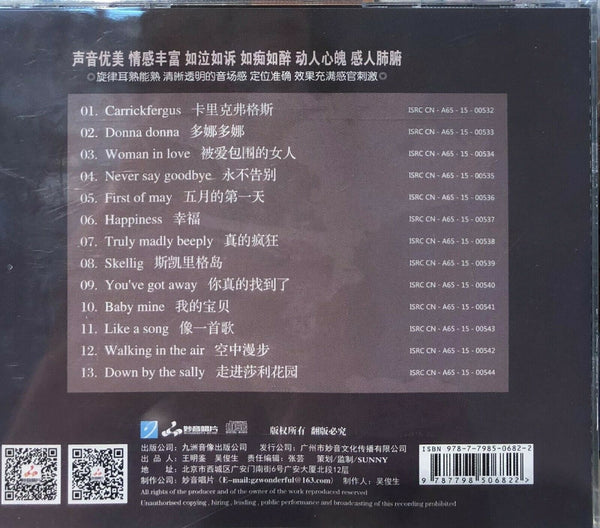 声音优美 情感丰富 如泣如诉 如痴如醉 动人心魄 感人肺腑
◎旋律耳熟能熟 清晰透明的音场感 定位准确 效果充满感官刺激◎
01. Carrickfergus 卡里克弗格斯 ISRC CN - A65 - 15 - 00532
02. Donna donna 多娜多娜 ISRC CN - A65 - 15 - 00533
03. Woman in love 被爱包围的女人 ISRC CN - A65 - 15 - 00534
04. Never say goodbye 永不告别 ISRC CN - A65 - 15 - 00535
05. First of may 五月的第一天 ISRC CN - A65 - 15 - 00536
06. Happiness 幸福 ISRC CN - A65 - 15 - 00537
07. Truly madly beeply 真的疯狂 ISRC CN - A65 - 15 - 00538
08. Skellig 斯凯里格岛 ISRC CN - A65 - 15 - 00539
09. You've got away 你真的找到了 ISRC CN - A65 - 15 - 00540
10. Baby mine 我的宝贝 ISRC CN - A65 - 15 - 00541
11. Like a song 像一首歌 ISRC CN - A65 - 15 - 00543
12. Walking in the air 空中漫步 ISRC CN - A65 - 15 - 00542
13. Down by the sally 走进莎利花园 ISRC CN - A65 - 15 - 00544
妙音唱片 版权所有 翻版必究
出版公司：九洲音像出版公司 发行公司：广州市妙音文化传播有限公司
出品人：王明鉴 吴俊生 责任编辑：张芸 策划/监制/SUNNY
地址：北京市西城区广安门南街6号广安大厦北段12层
制作公司：妙音唱片（E-mail:gzwonderful@163.com） 制作人：吴俊生
All rights of the producer and of the owner of the work reproduced reserved
Unauthorised copying , hiring , lending , public performance and broadcasting of this recording prohibited
ISBN 978-7-7985-0682-2
9 787798 506822 >